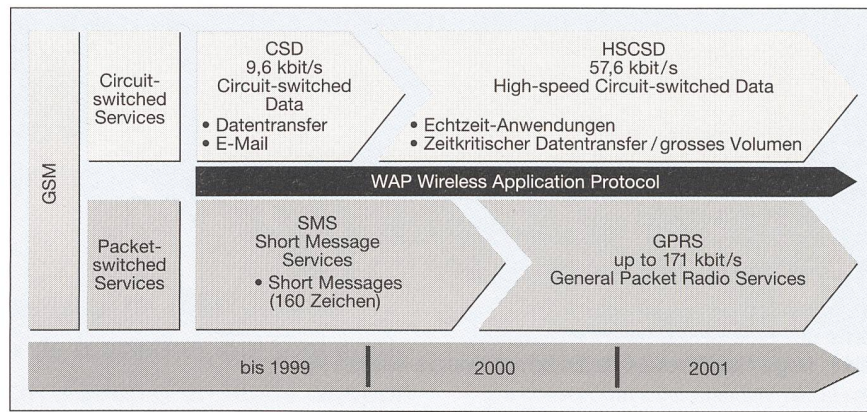 GSM
Circuit-
switched
Services
CSD
9,6 kbit/s
Circuit-switched
Data
• Datentransfer
• E-Mail
HSCSD
57,6 kbit/s
High-speed Circuit-switched Data
• Echtzeit-Anwendungen
• Zeitkritischer Datentransfer / grosses Volumen
WAP Wireless Application Protocol
Packet-
switched
Services
SMS
Short Message
Services
• Short Messages
(160 Zeichen)
GPRS
up to 171 kbit/s
General Packet Radio Services
bis 1999
2000
2001